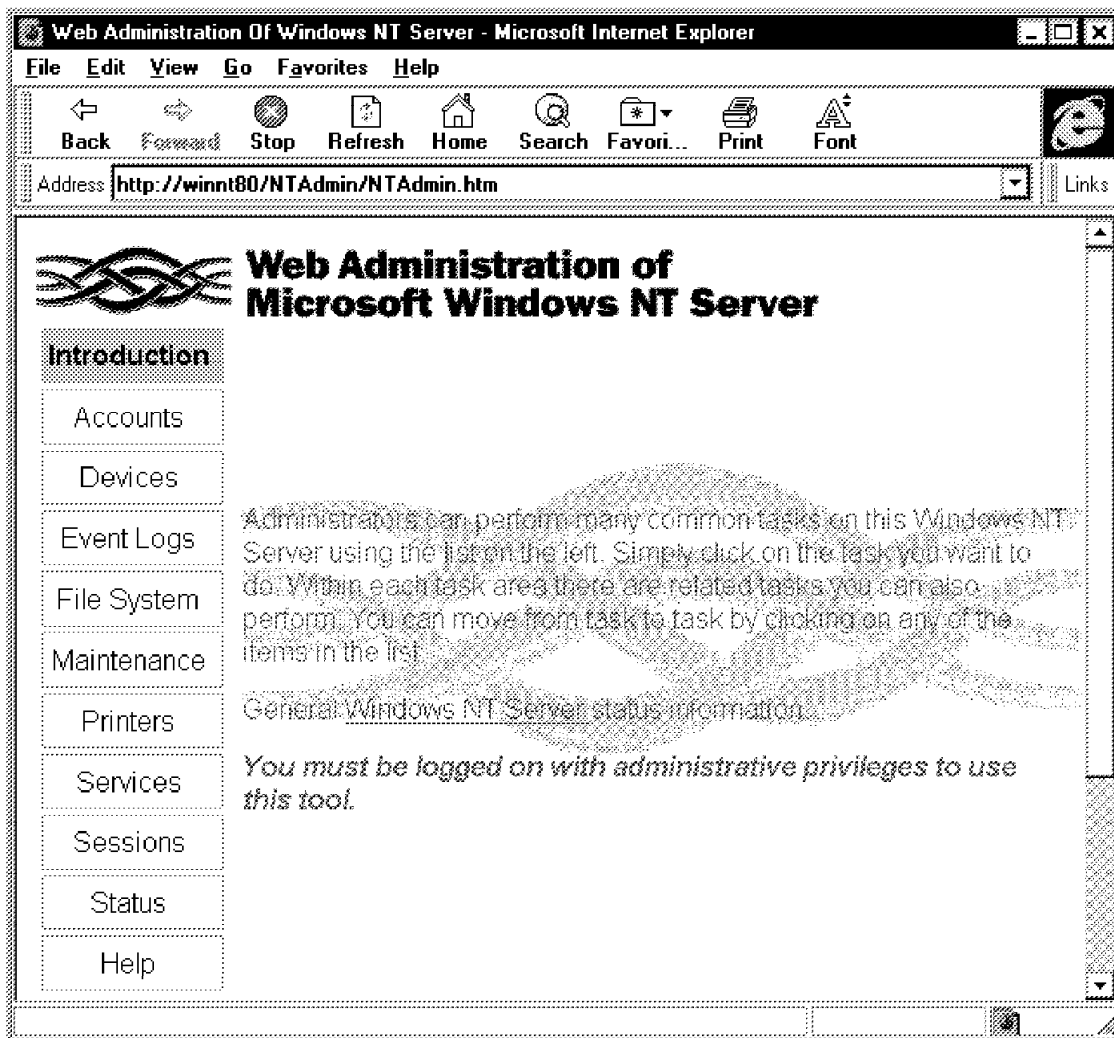 Web Administration Of Windows NT Server - Microsoft Internet Explorer
File Edit View Go Favorites Help
Back Forward Stop Refresh Home Search Favori... Print Font
Address http://winnt80/NTAdmin/NTAdmin.htm Links
Web Administration of
Microsoft Windows NT Server
Introduction
Accounts
Devices
Event Logs
File System
Maintenance
Printers
Services
Sessions
Status
Help
Administrators can perform many common tasks on this Windows NT
Server using the list on the left. Simply click on the task you want to
do. Within each task area there are related tasks you can also
perform. You can move from task to task by clicking on any of the
items in the list.
General Windows NT Server status information.
You must be logged on with administrative privileges to use
this tool.